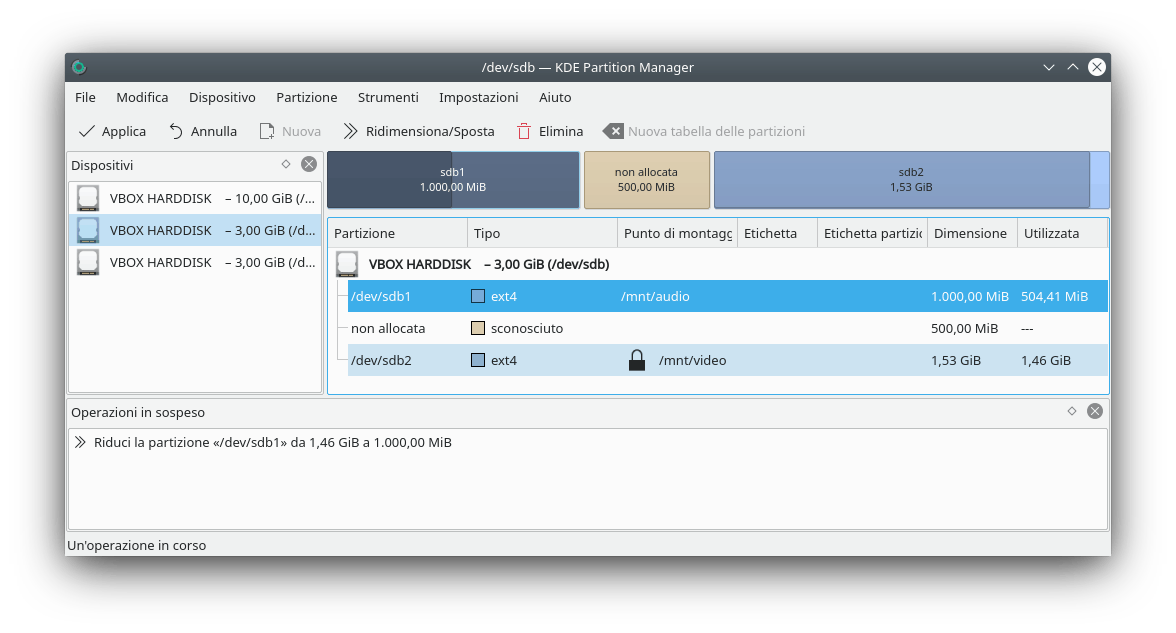 /dev/sdb — KDE Partition Manager
File Modifica Dispositivo Partizione Strumenti Impostazioni Aiuto
Applica Annulla Nuova Ridimensiona/Sposta Elimina Nuova tabella delle partizioni
Dispositivi
VBOX HARDDISK – 10,00 GiB (/...
VBOX HARDDISK – 3,00 GiB (/d...
VBOX HARDDISK – 3,00 GiB (/d...
sdb1
1.000,00 MiB
non allocata
500,00 MiB
sdb2
1,53 GiB
Partizione Tipo Punto di montagg Etichetta Etichetta partizio Dimensione Utilizzata
VBOX HARDDISK – 3,00 GiB (/dev/sdb)
/dev/sdb1 ext4 /mnt/audio 1.000,00 MiB 504,41 MiB
non allocata sconosciuto 500,00 MiB ---
/dev/sdb2 ext4 /mnt/video 1,53 GiB 1,46 GiB
Operazioni in sospeso
Riduci la partizione «/dev/sdb1» da 1,46 GiB a 1.000,00 MiB
Un'operazione in corso